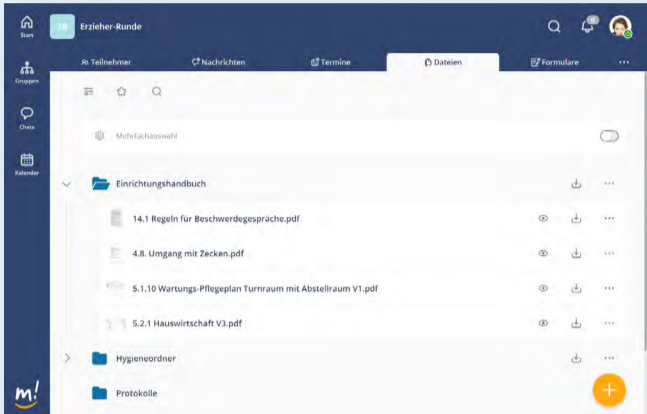 Start
Erzieher-Runde
Gruppen
Teilnehmer
Nachrichten
Termine
Dateien
Formulare
Chats
Mehrfachauswahl
Kalender
Einrichtungshandbuch
14.1 Regeln für Beschwerdegespräche.pdf
4.8. Umgang mit Zecken.pdf
5.1.10 Wartungs-Pflegeplan Turnraum mit Abstellraum V1.pdf
5.2.1 Hauswirtschaft V3.pdf
Hygieneordner
Protokolle
m!